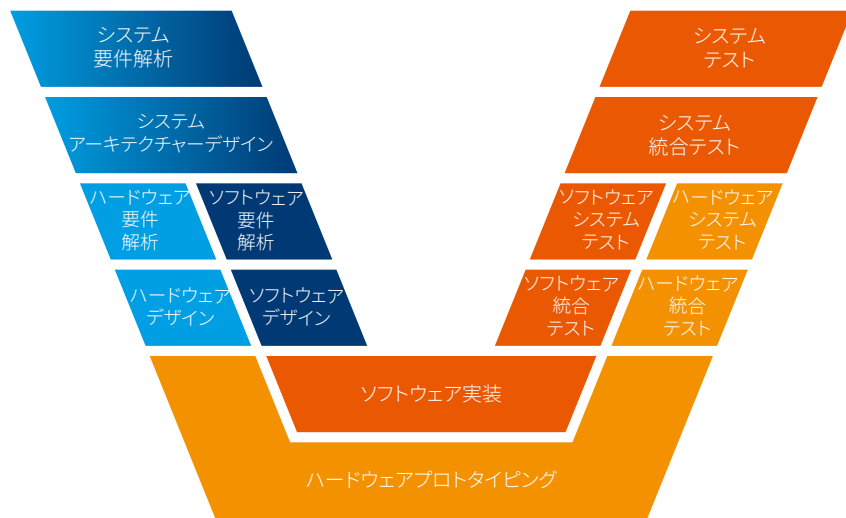 システム
要件解析
システム
アーキテクチャーデザイン
ハードウェア
要件
解析
ソフトウェア
要件
解析
ハードウェア
デザイン
ソフトウェア
デザイン
ソフトウェア実装
ハードウェアプロトタイピング
システム
テスト
システム
統合テスト
ソフトウェア
システム
テスト
ハードウェア
システム
テスト
ソフトウェア
統合
テスト
ハードウェア
統合
テスト